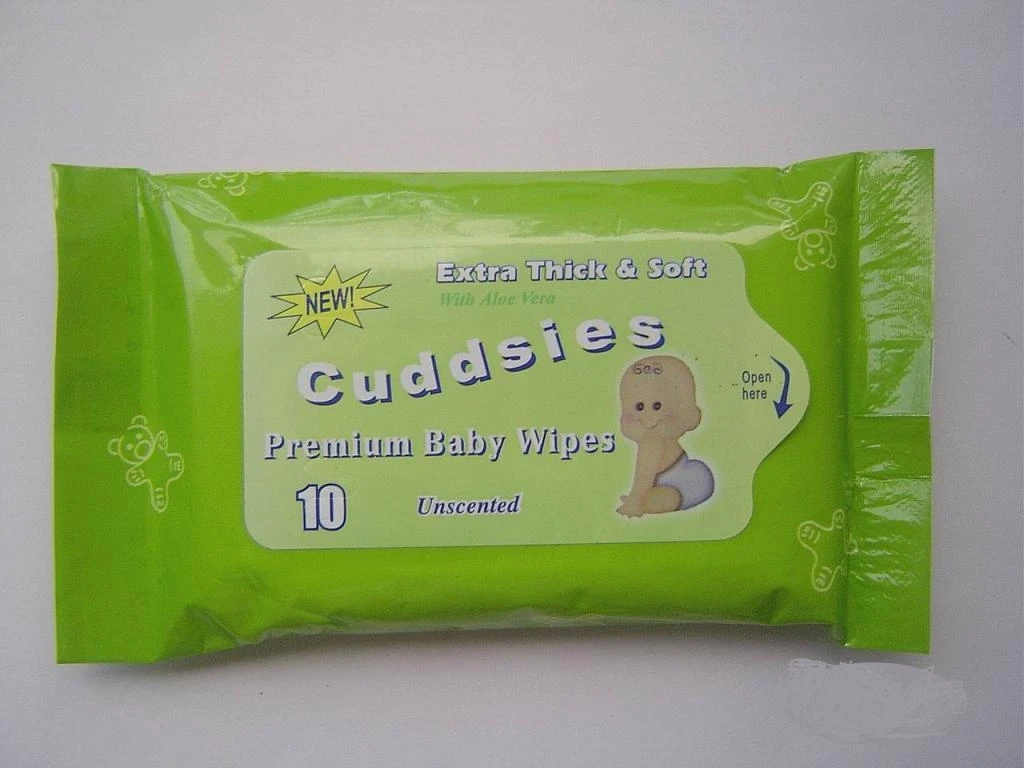 Extra Thick & Soft
With Aloe Vera
NEW!
Cuddsies
Open
here
Premium Baby Wipes
10
Unscented